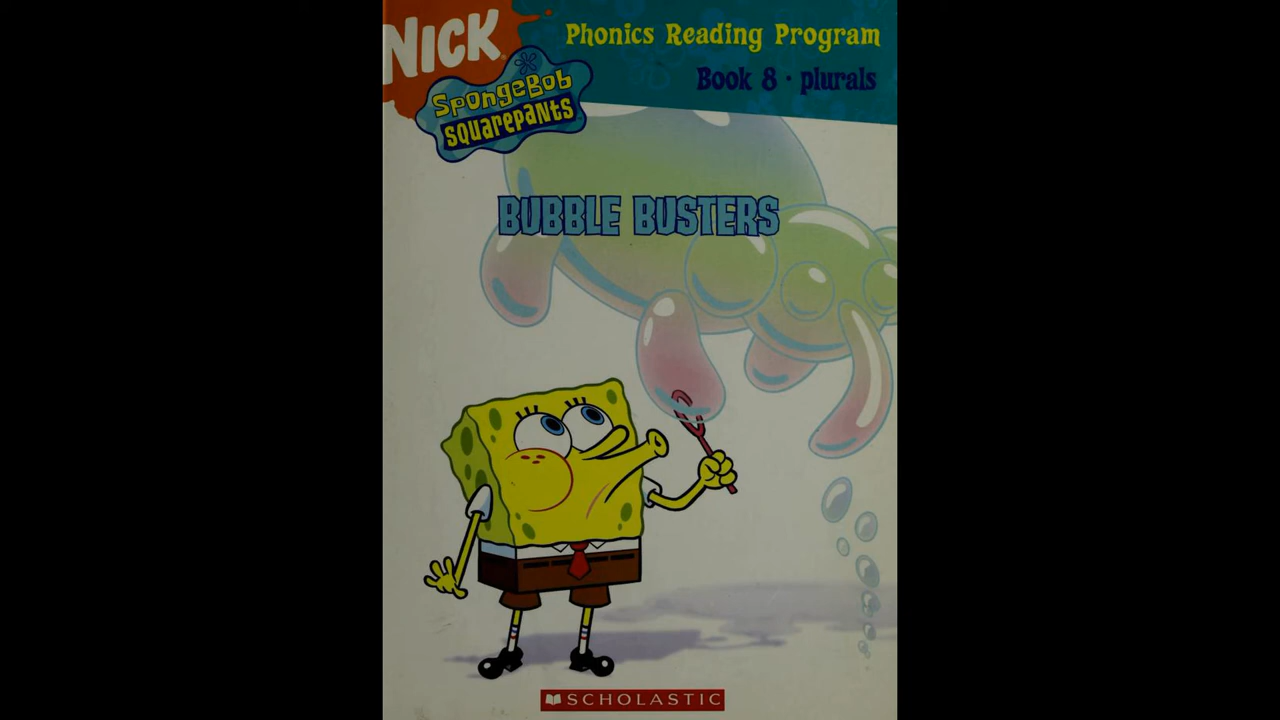 NICK
Phonics Reading Program
Book 8 · plurals
SpongeBob
SquarePants
BUBBLE BUSTERS
SCHOLASTIC